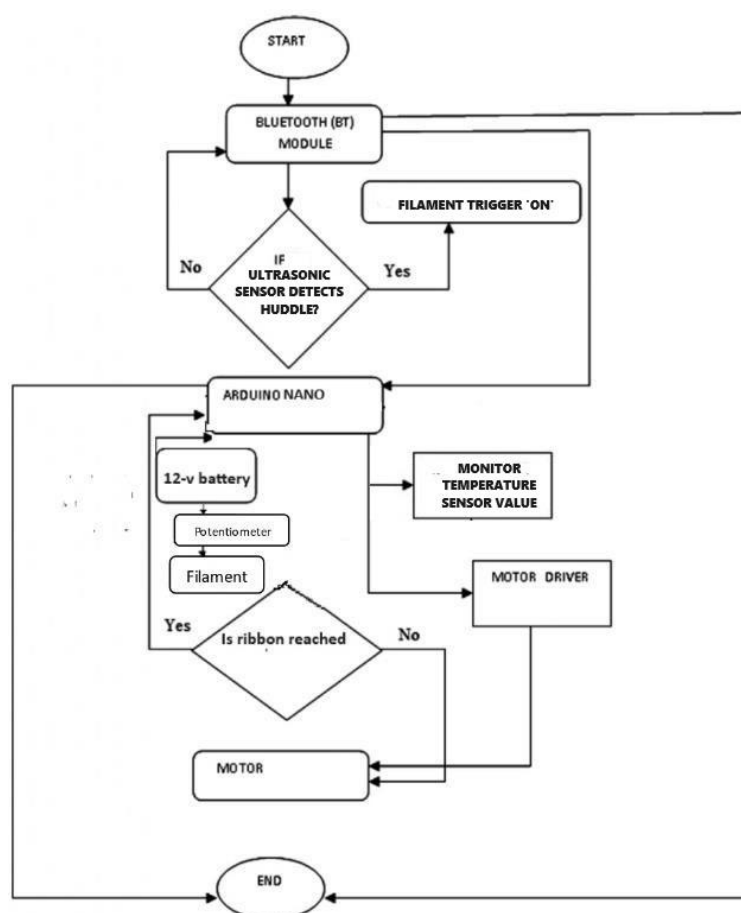 START
BLUETOOTH (BT)
MODULE
FILAMENT TRIGGER 'ON'
No
IF
Yes
ULTRASONIC
SENSOR DETECTS
HUDDLE?
ARDUINO NANO
12-v battery
MONITOR
TEMPERATURE
SENSOR VALUE
Potentiometer
Filament
MOTOR DRIVER
Yes
Is ribbon reached
No
MOTOR
END